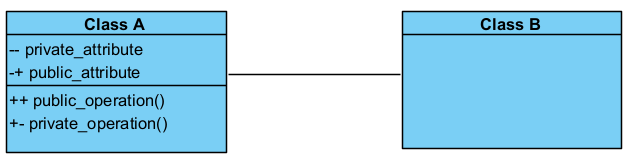 Class A
-- private_attribute
-+ public_attribute
++ public_operation()
+- private_operation()
Class B